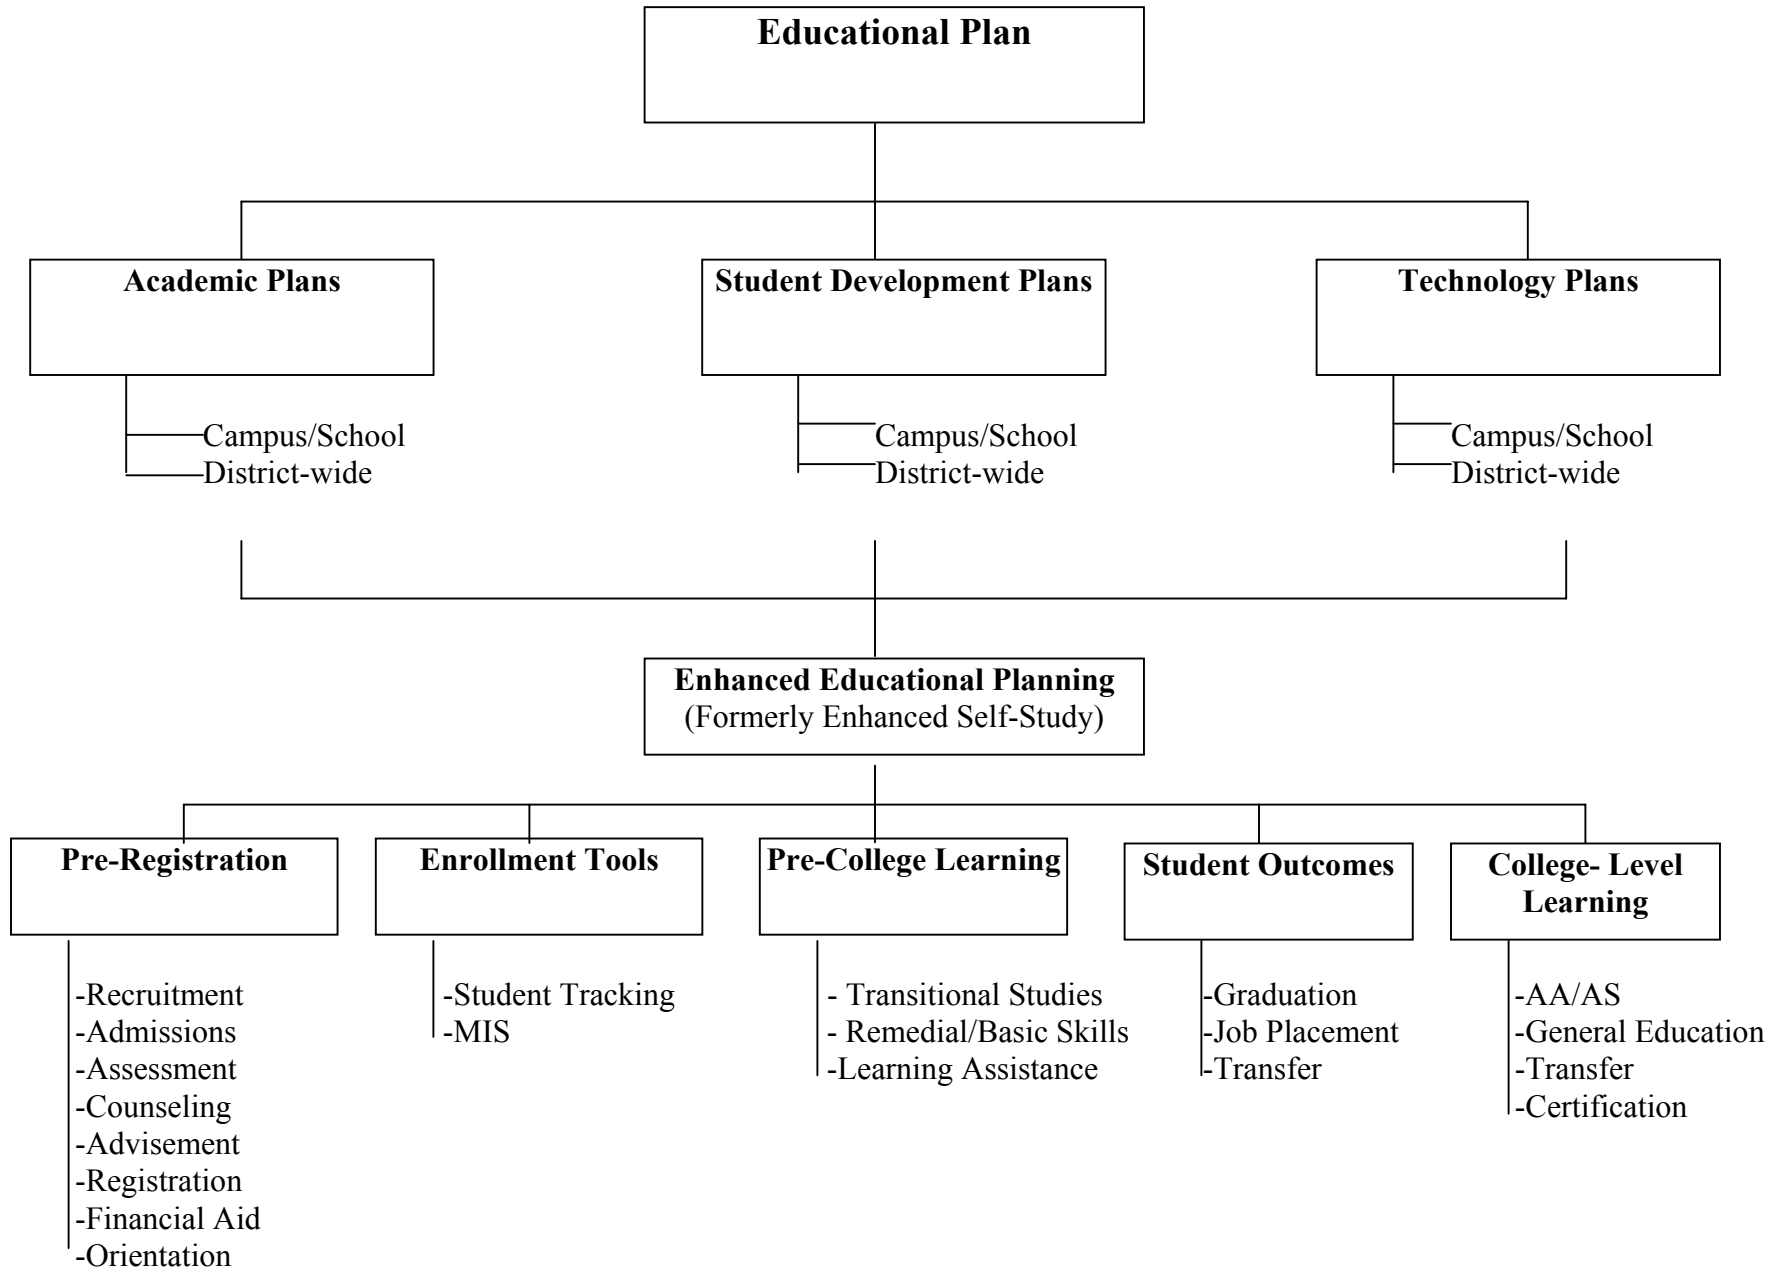 Educational Plan
Academic Plans
Campus/School
District-wide
Student Development Plans
Campus/School
District-wide
Technology Plans
Campus/School
District-wide
Enhanced Educational Planning
(Formerly Enhanced Self-Study)
Pre-Registration
-Recruitment
-Admissions
-Assessment
-Counseling
-Advisement
-Registration
-Financial Aid
-Orientation
Enrollment Tools
-Student Tracking
-MIS
Pre-College Learning
- Transitional Studies
- Remedial/Basic Skills
-Learning Assistance
Student Outcomes
-Graduation
-Job Placement
-Transfer
College- Level
Learning
-AA/AS
-General Education
-Transfer
-Certification